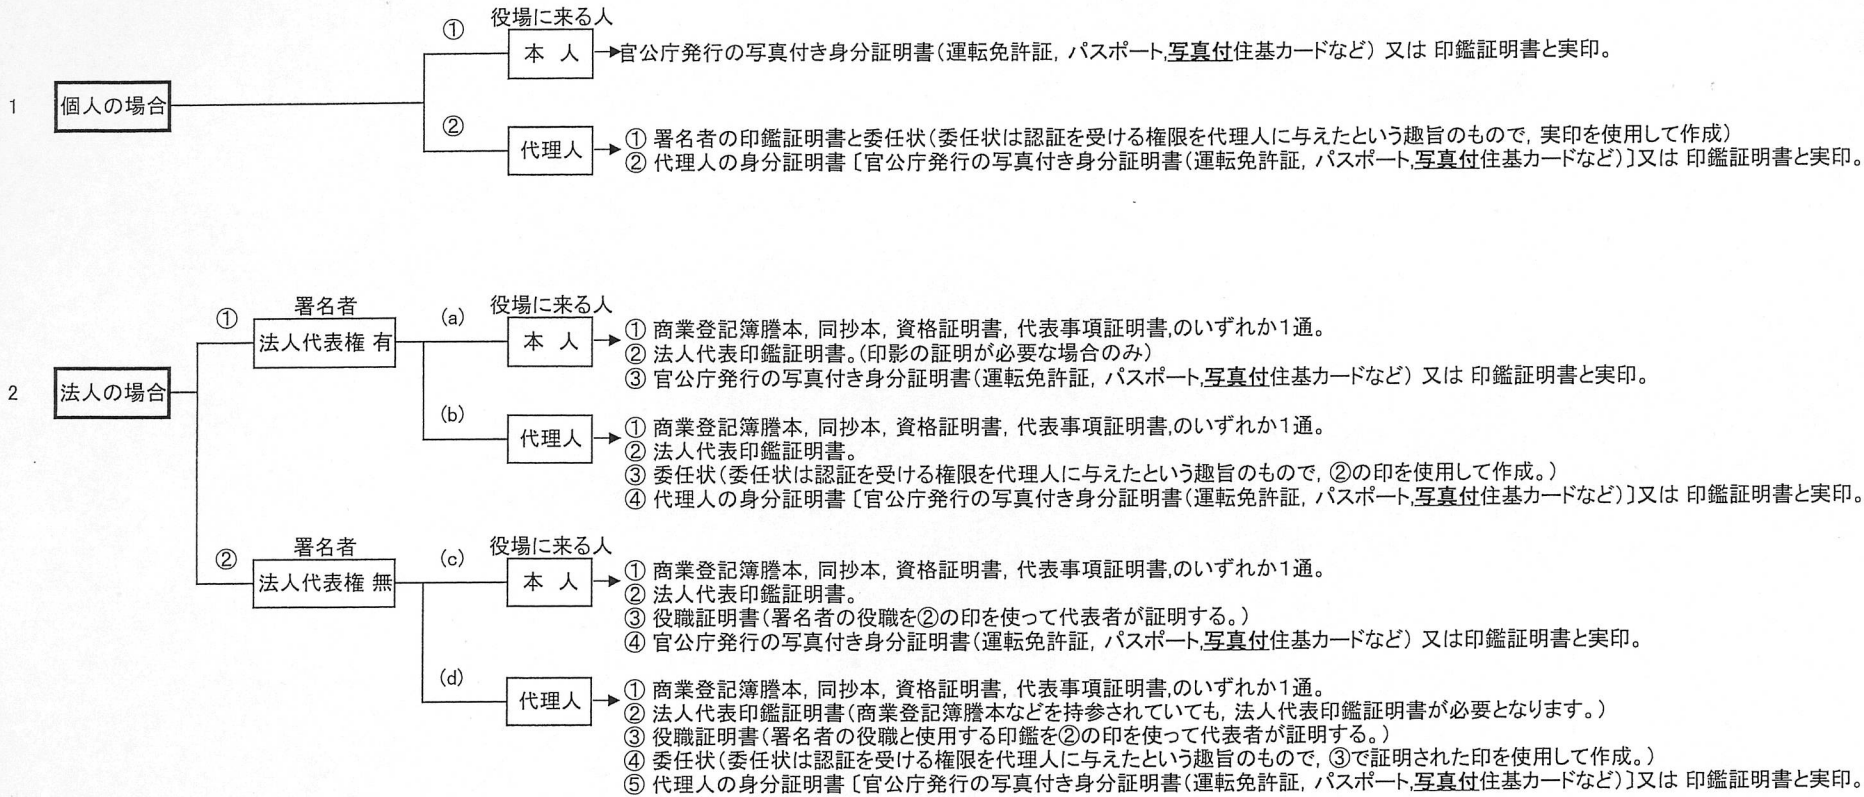 役場に来る人
①
本 人
官公庁発行の写真付き身分証明書(運転免許証, パスポート,写真付住基カードなど) 又は 印鑑証明書と実印。
1
個人の場合
②
代理人
① 署名者の印鑑証明書と委任状(委任状は認証を受ける権限を代理人に与えたという趣旨のもので, 実印を使用して作成)
② 代理人の身分証明書〔官公庁発行の写真付き身分証明書(運転免許証, パスポート,写真付住基カードなど)〕又は 印鑑証明書と実印。
2
法人の場合
①
署名者
法人代表権 有
(a)
役場に来る人
本 人
① 商業登記簿謄本, 同抄本, 資格証明書, 代表事項証明書,のいずれか1通。
② 法人代表印鑑証明書。(印影の証明が必要な場合のみ)
③ 官公庁発行の写真付き身分証明書(運転免許証, パスポート,写真付住基カードなど) 又は 印鑑証明書と実印。
(b)
代理人
① 商業登記簿謄本, 同抄本, 資格証明書, 代表事項証明書,のいずれか1通。
② 法人代表印鑑証明書。
③ 委任状(委任状は認証を受ける権限を代理人に与えたという趣旨のもので, ②の印を使用して作成。)
④ 代理人の身分証明書〔官公庁発行の写真付き身分証明書(運転免許証, パスポート,写真付住基カードなど)〕又は 印鑑証明書と実印。
②
署名者
法人代表権 無
(c)
役場に来る人
本 人
① 商業登記簿謄本, 同抄本, 資格証明書, 代表事項証明書,のいずれか1通。
② 法人代表印鑑証明書。
③ 役職証明書(署名者の役職を②の印を使って代表者が証明する。)
④ 官公庁発行の写真付き身分証明書(運転免許証, パスポート,写真付住基カードなど) 又は印鑑証明書と実印。
(d)
代理人
① 商業登記簿謄本, 同抄本, 資格証明書, 代表事項証明書,のいずれか1通。
② 法人代表印鑑証明書(商業登記簿謄本などを持参されていても, 法人代表印鑑証明書が必要となります。)
③ 役職証明書(署名者の役職と使用する印鑑を②の印を使って代表者が証明する。)
④ 委任状(委任状は認証を受ける権限を代理人に与えたという趣旨のもので, ③で証明された印を使用して作成。)
⑤ 代理人の身分証明書〔官公庁発行の写真付き身分証明書(運転免許証, パスポート,写真付住基カードなど)〕又は 印鑑証明書と実印。